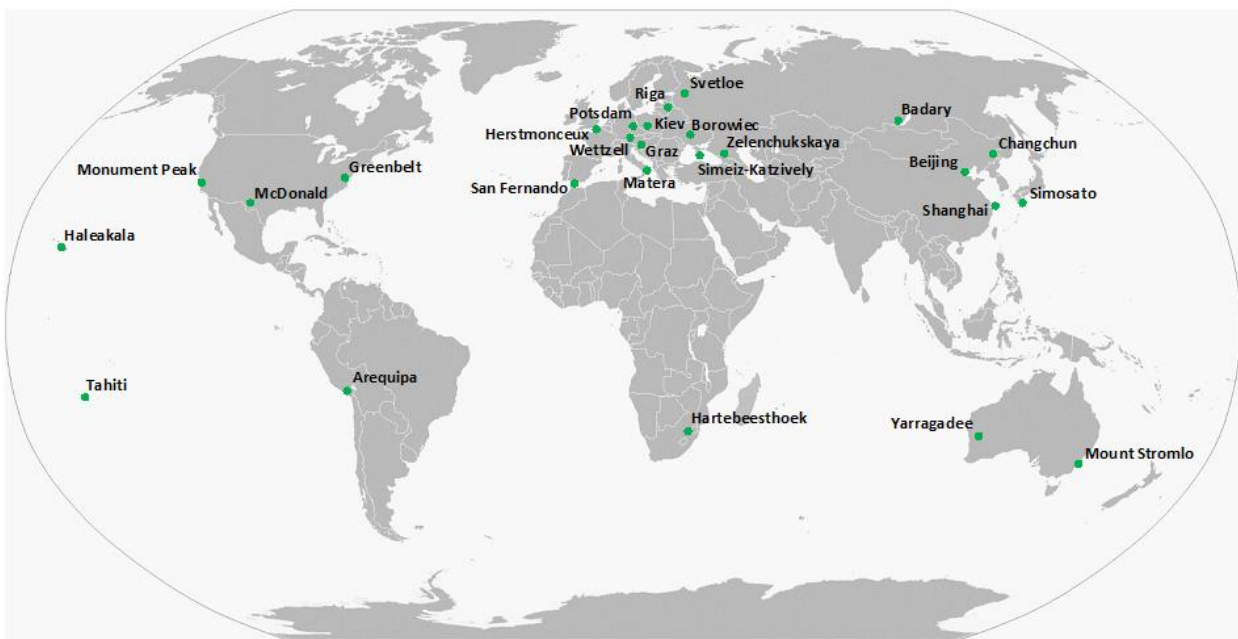 Svetloe
Riga
Badary
Potsdam
Kiev
Borowiec
Herstmonceux
Zelenchukskaya
Changchun
Wettzell
Graz
Beijing
Greenbelt
Monument Peak
Simeiz-Katzively
Matera
San Fernando
McDonald
Simosato
Shanghai
Haleakala
Arequipa
Tahiti
Hartebeesthoek
Yarragadee
Mount Stromlo